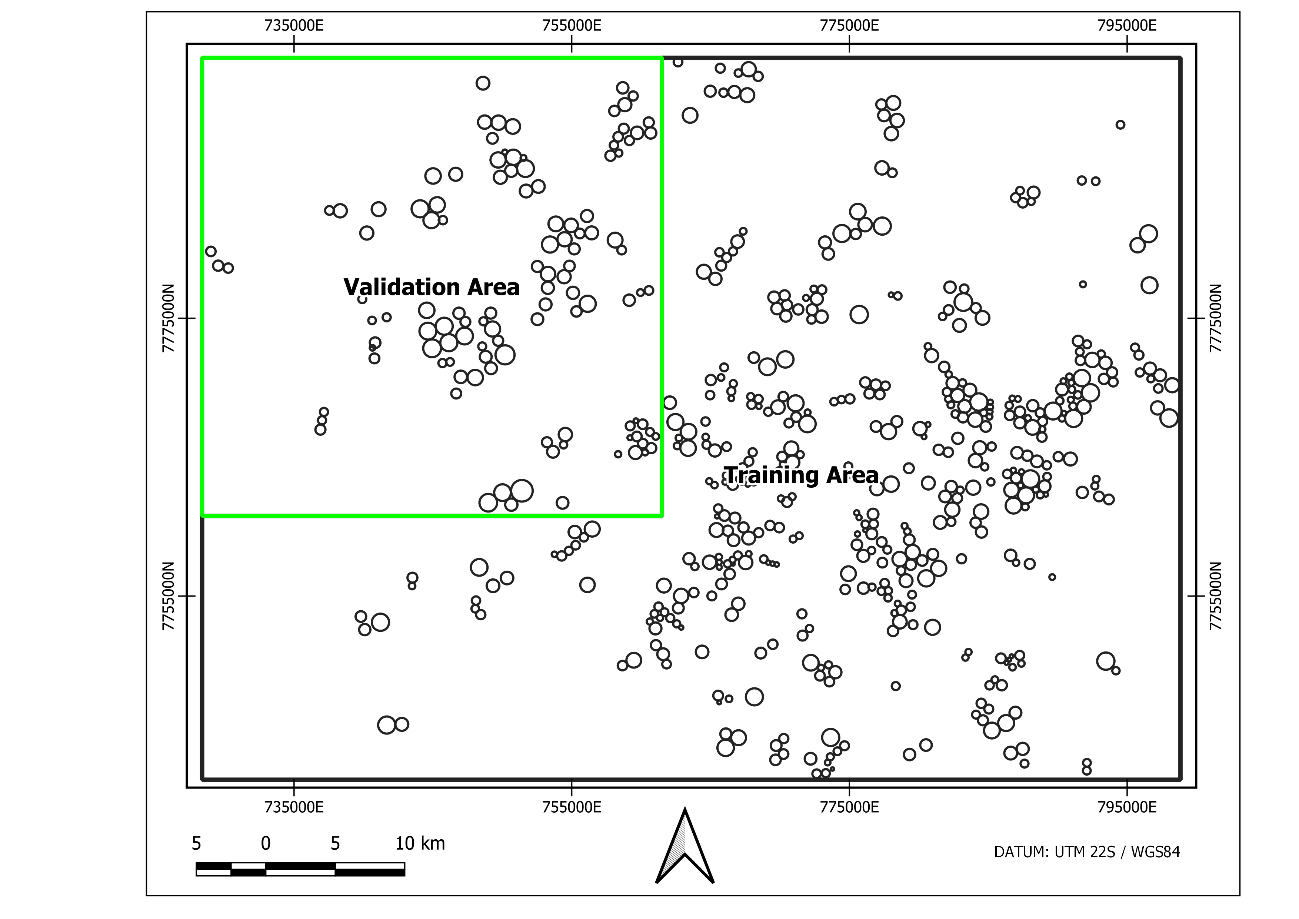 735000E 755000E 775000E 795000E
Validation Area
7775000N 7775000N
Training Area
7755000N 7755000N
735000E 755000E 775000E 795000E
5 0 5 10 km
DATUM: UTM 22S / WGS84